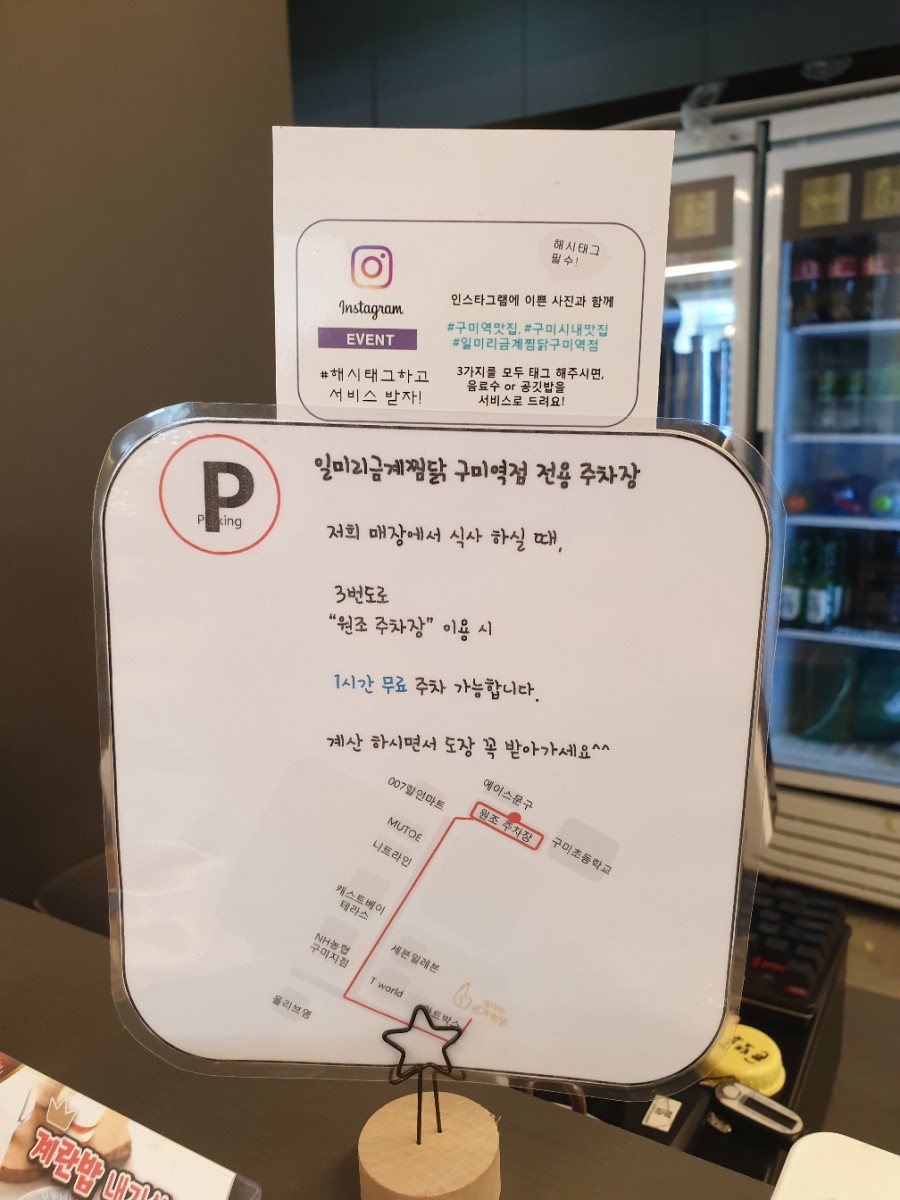 해시태그
필수!
Instagram
EVENT
#해시태그하고
서비스 받자!
인스타그램에 이쁜 사진과 함께
#구미역맛집, #구미시내맛집
#일미리금계찜닭구미역점
3가지를 모두 태그 해주시면,
음료수 or 공깃밥을
서비스로 드려요!
P
Parking
일미리금계찜닭 구미역점 전용 주차장
저희 매장에서 식사 하실 때,
3번도로
“원조 주차장” 이용 시
1시간 무료 주차 가능합니다.
계산 하시면서 도장 꼭 받아가세요^^
007할인마트
에이스문구
원조 주차장
구미초등학교
MUTOE
니트라인
캐스트베이
테라스
NH농협
구미지점
세븐일레븐
T world
올리브영
금계찜닭
계란밥